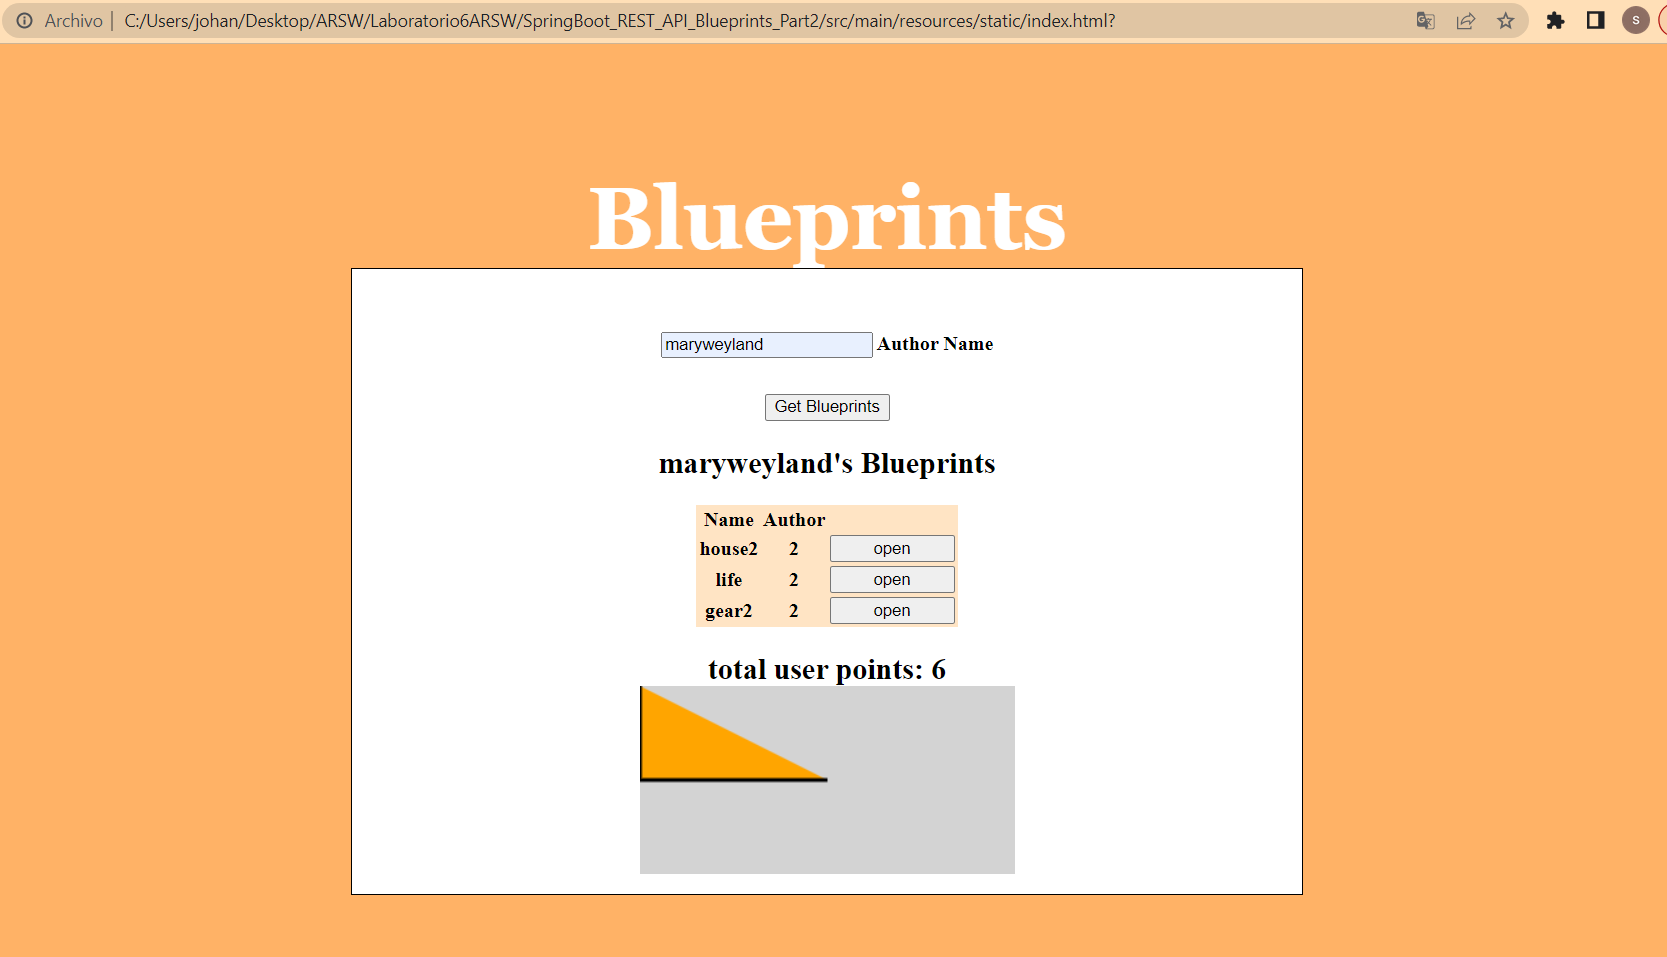 Archivo | C:/Users/johan/Desktop/ARSW/Laboratorio6ARSW/SpringBoot_REST_API_Blueprints_Part2/src/main/resources/static/index.html?
S
Blueprints
maryweyland Author Name
Get Blueprints
maryweyland's Blueprints
Name Author
house2 2 open
life 2 open
gear2 2 open
total user points: 6